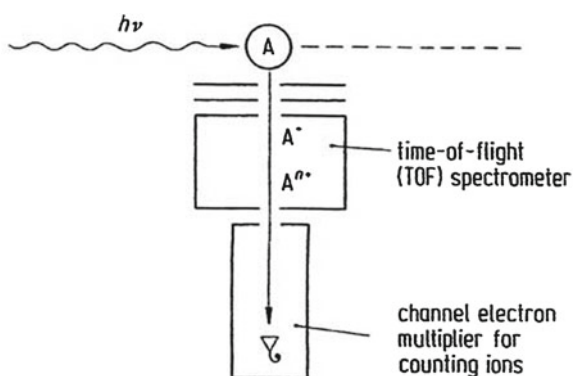 hν
A
A⁺
Aⁿ⁺
time-of-flight
(TOF) spectrometer
channel electron
multiplier for
counting ions